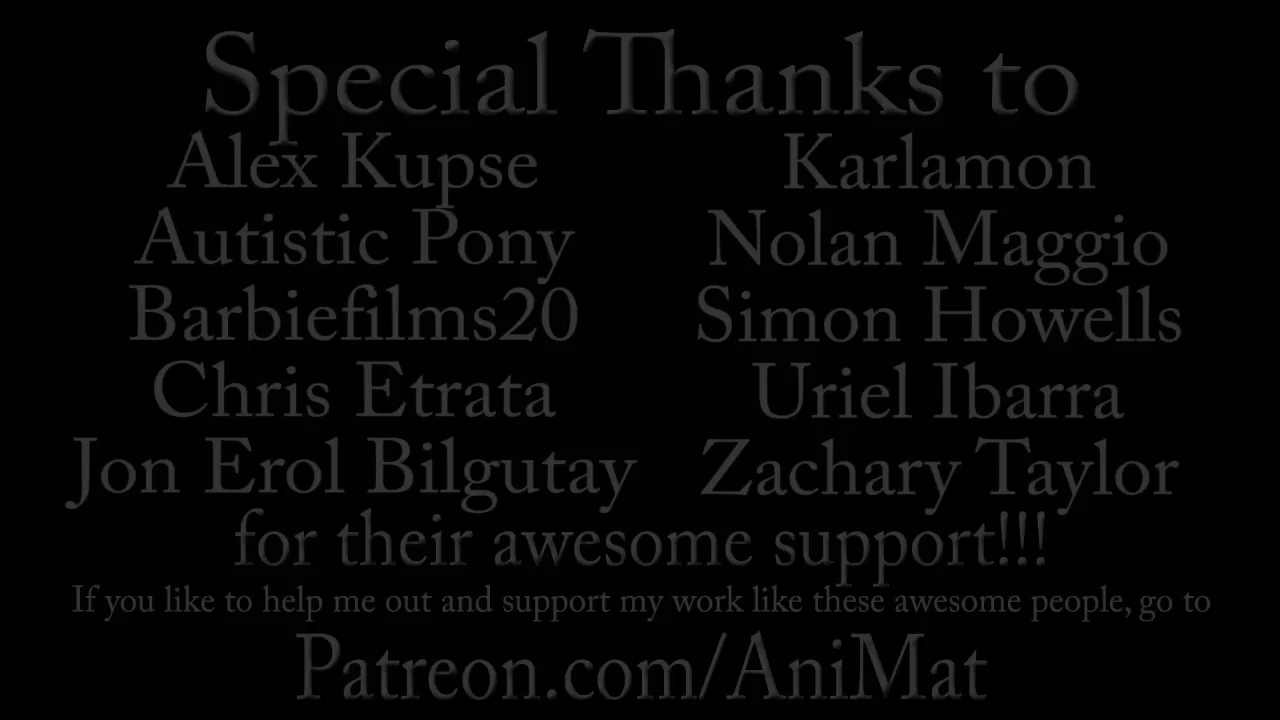 Special Thanks to
Alex Kupse
Karlamon
Autistic Pony
Nolan Maggio
Barbiefilms20
Simon Howells
Chris Etrata
Uriel Ibarra
Jon Erol Bilgutay
Zachary Taylor
for their awesome support!!!
If you like to help me out and support my work like these awesome people, go to
Patreon.com/AniMat